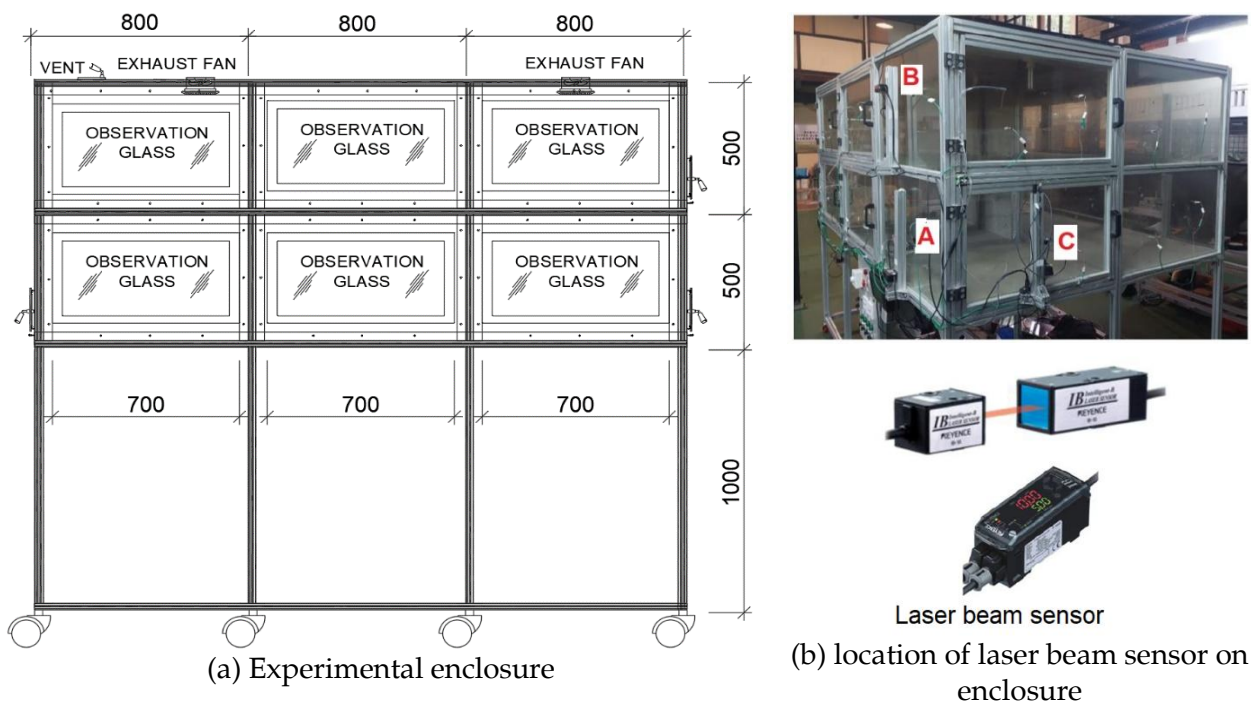 800
800
800
VENT
EXHAUST FAN
EXHAUST FAN
OBSERVATION
GLASS
OBSERVATION
GLASS
OBSERVATION
GLASS
500
OBSERVATION
GLASS
OBSERVATION
GLASS
OBSERVATION
GLASS
500
700
700
700
1000
(a) Experimental enclosure
B
A
C
IB Intelligent-B
LASER SENSOR
KEYENCE
IB Intelligent-B
LASER SENSOR
KEYENCE
Laser beam sensor
(b) location of laser beam sensor on
enclosure